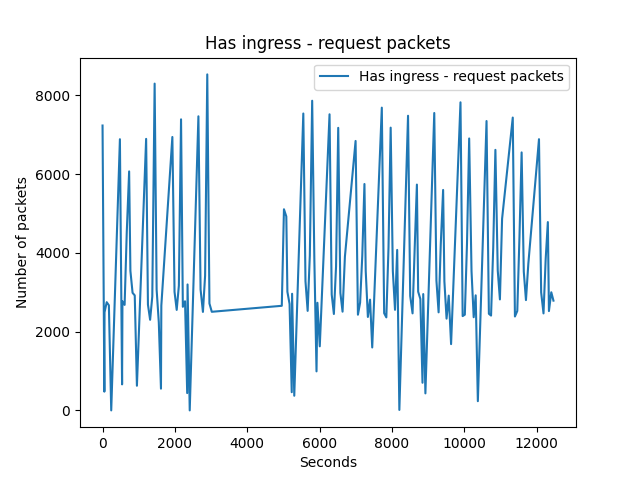 Has ingress - request packets
Has ingress - request packets
Number of packets
8000
6000
4000
2000
0
0 2000 4000 6000 8000 10000 12000
Seconds